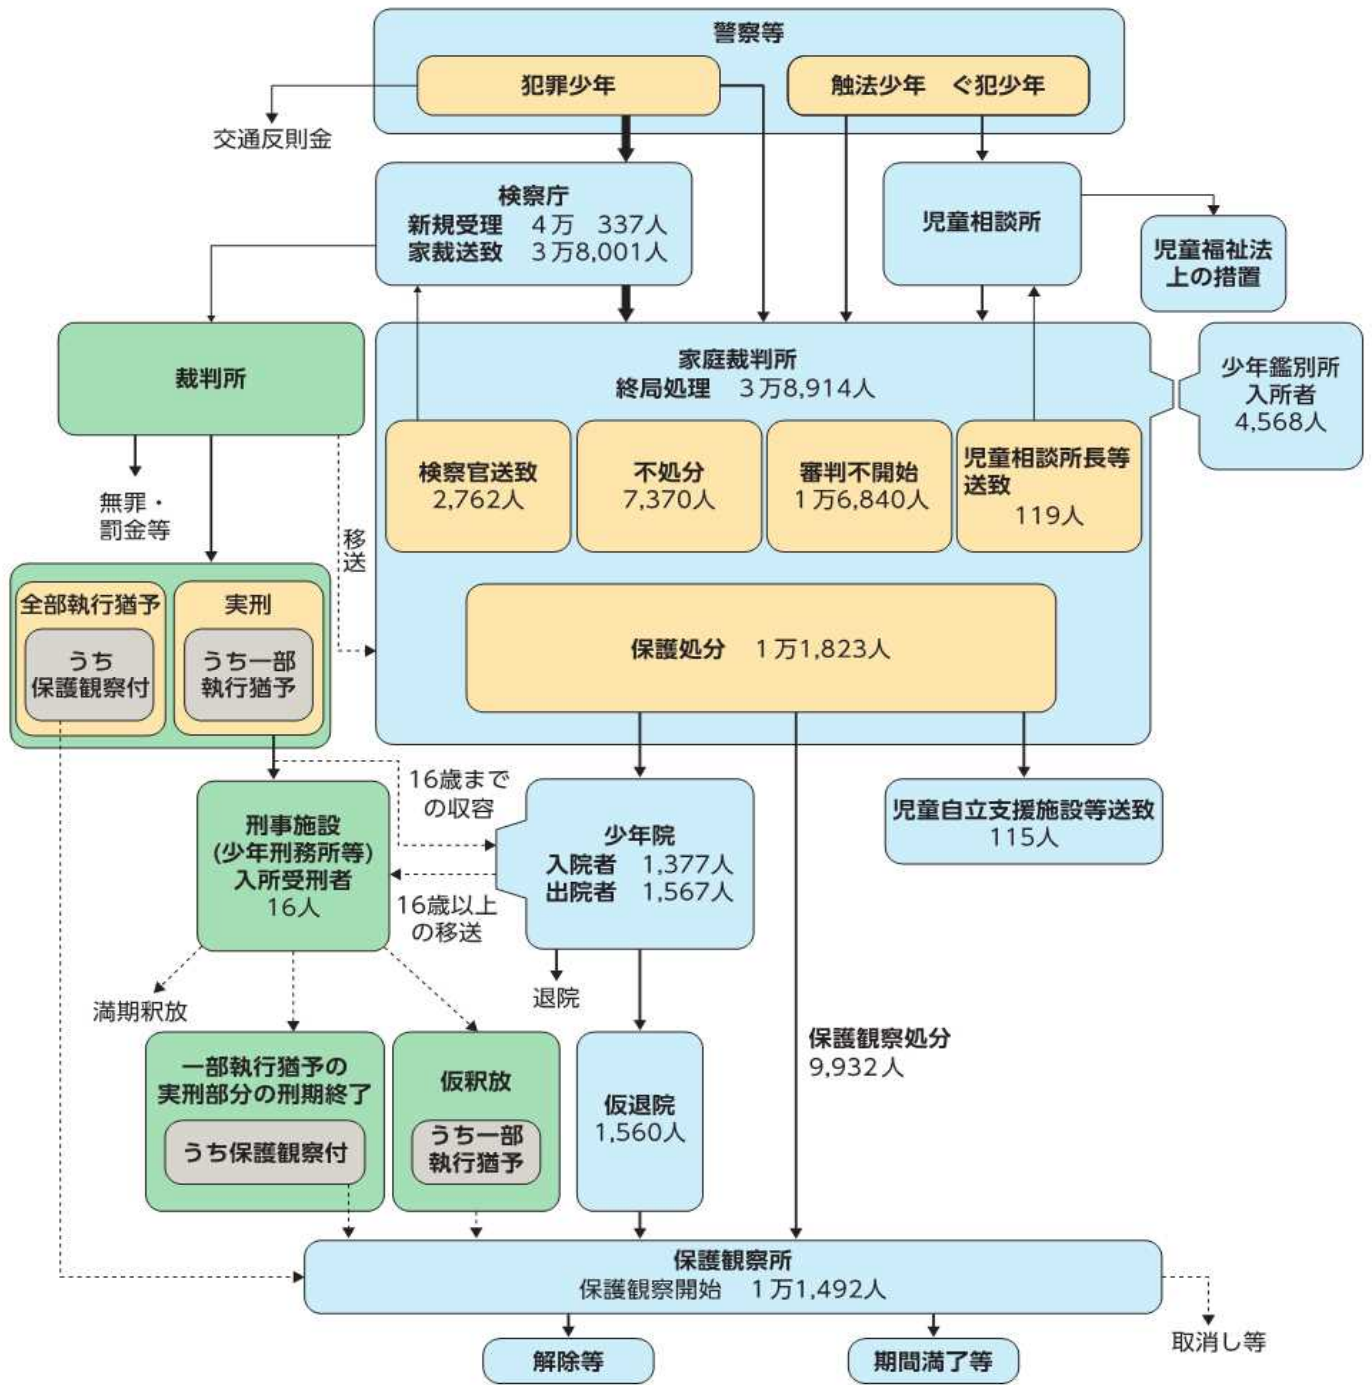 警察等
犯罪少年
触法少年　ぐ犯少年
交通反則金
検察庁
新規受理　4万　337人
家裁送致　3万8,001人
児童相談所
児童福祉法
上の措置
裁判所
家庭裁判所
終局処理　3万8,914人
少年鑑別所
入所者
4,568人
検察官送致
2,762人
不処分
7,370人
審判不開始
1万6,840人
児童相談所長等
送致
119人
無罪・
罰金等
移送
全部執行猶予
うち
保護観察付
実刑
うち一部
執行猶予
保護処分　1万1,823人
16歳まで
の収容
刑事施設
(少年刑務所等)
入所受刑者
16人
少年院
入院者　1,377人
出院者　1,567人
児童自立支援施設等送致
115人
16歳以上
の移送
満期釈放
退院
一部執行猶予の
実刑部分の刑期終了
うち保護観察付
仮釈放
うち一部
執行猶予
仮退院
1,560人
保護観察処分
9,932人
保護観察所
保護観察開始　1万1,492人
取消し等
解除等
期間満了等